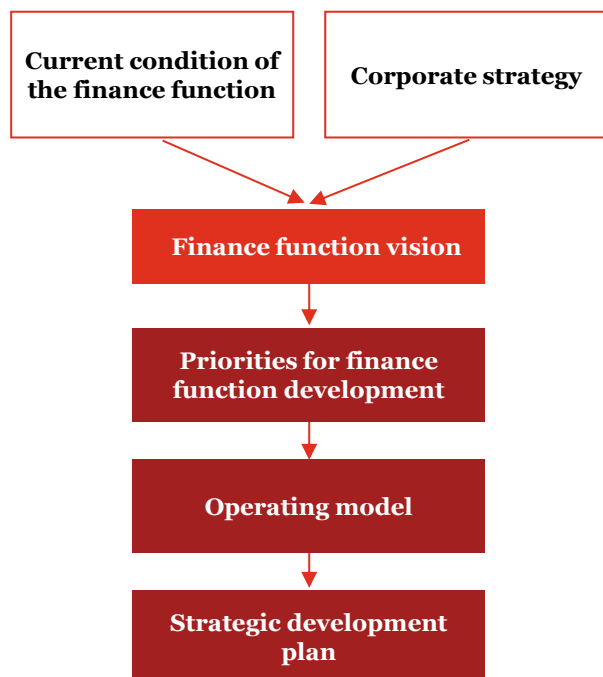 Current condition of
the finance function
Corporate strategy
Finance function vision
Priorities for finance
function development
Operating model
Strategic development
plan